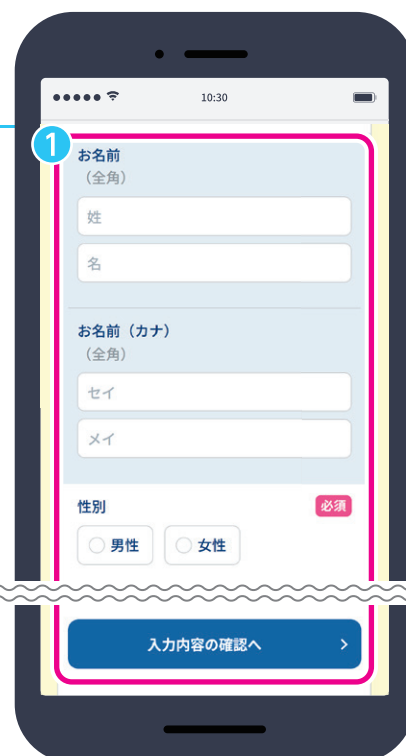 10:30
1
お名前
（全角）
姓
名
お名前（カナ）
（全角）
セイ
メイ
性別 必須
男性 女性
入力内容の確認へ